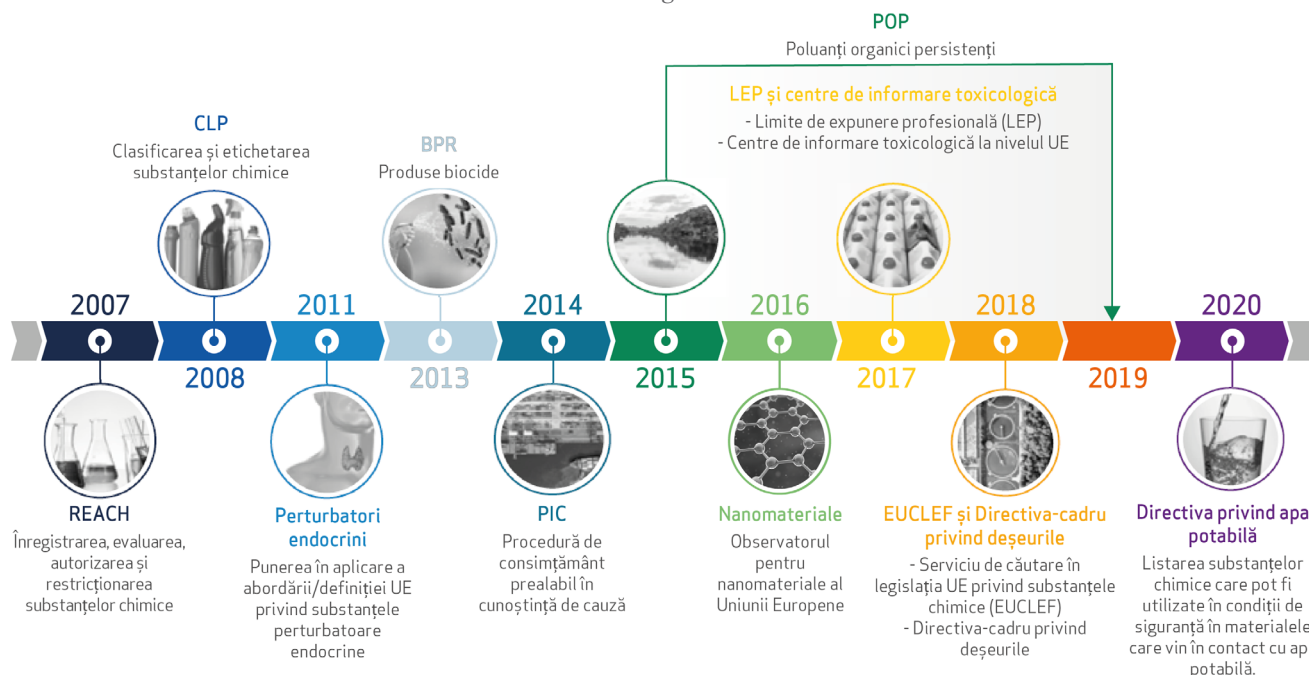 POP
Poluanți organici persistenți
LEP și centre de informare toxicologică
- Limite de expunere profesională (LEP)
- Centre de informare toxicologică la nivelul UE
CLP
Clasificarea și etichetarea
substanțelor chimice
BPR
Produse biocide
2007
2011
2014
2016
2018
2020
2008
2013
2015
2017
2019
REACH
Înregistrarea, evaluarea,
autorizarea și
restricționarea
substanțelor chimice
Perturbatori
endocrini
Punerea în aplicare a
abordării/definiției UE
privind substanțele
perturbatoare
endocrine
PIC
Procedură de
consimțământ
prealabil în
cunoștință de cauză
Nanomateriale
Observatorul
pentru
nanomateriale al
Uniunii Europene
EUCLEF și Directiva-cadru
privind deșeurile
- Serviciu de căutare în
legislația UE privind substanțele
chimice (EUCLEF)
- Directiva-cadru privind
deșeurile
Directiva privind apa
potabilă
Listarea substanțelor
chimice care pot fi
utilizate în condiții de
siguranță în materialele
care vin în contact cu ap
potabilă.